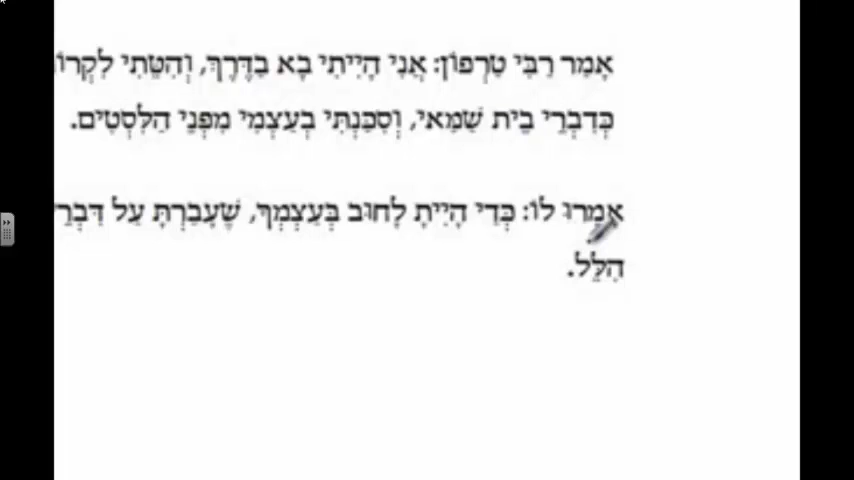 אָמַר רַבִּי טַרְפוֹן: אֲנִי הָיִיתִי בָא בַדֶּרֶךְ, וְהִטֵּתִי
כְּדִבְרֵי בֵית שַׁמַּאי, וְסִכַּנְתִּי בְעַצְמִי מִפְּנֵי הַלִּסְטִים.
אָמְרוּ לוֹ: כְּדַי הָיִיתָ לָחוּב בְּעַצְמְךָ, שֶׁעָבַרְתָּ עַל
הִלֵּל.